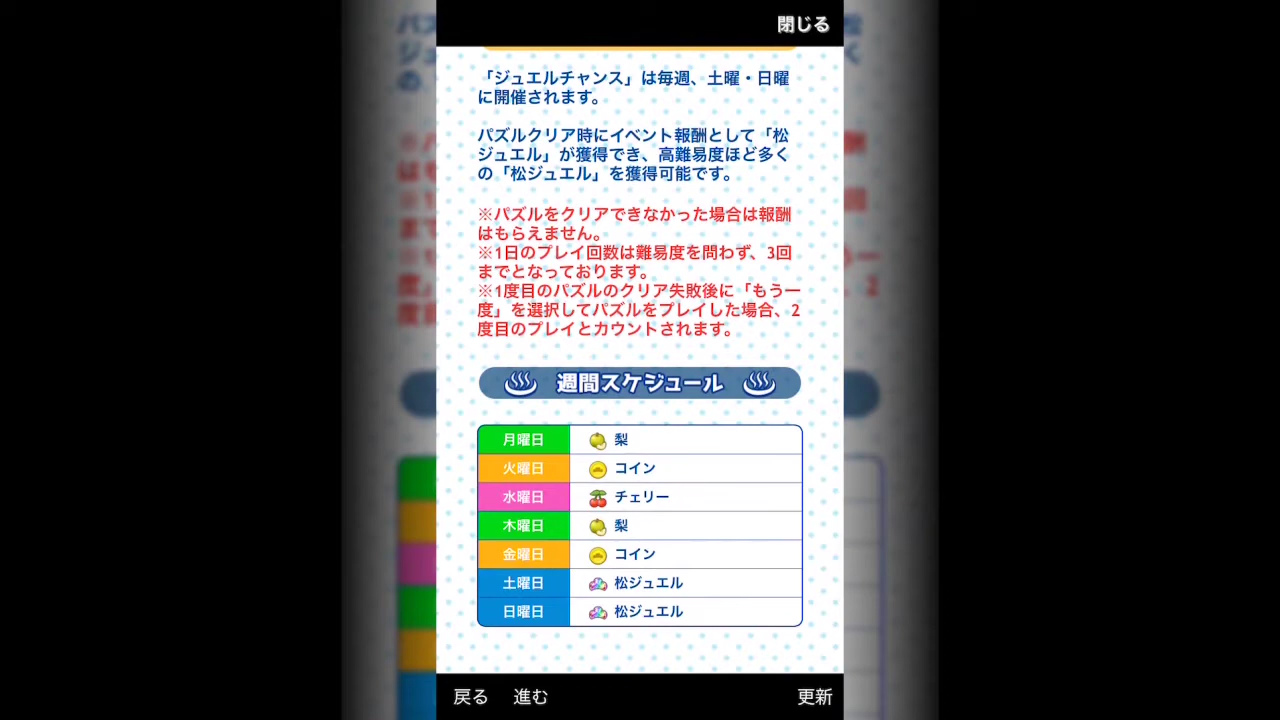 閉じる
「ジュエルチャンス」は毎週、土曜・日曜
に開催されます。
パズルクリア時にイベント報酬として「松
ジュエル」が獲得でき、高難易度ほど多く
の「松ジュエル」を獲得可能です。
※パズルをクリアできなかった場合は報酬
はもらえません。
※1日のプレイ回数は難易度を問わず、3回
までとなっております。
※1度目のパズルのクリア失敗後に「もう一
度」を選択してパズルをプレイした場合、2
度目のプレイとカウントされます。
週間スケジュール
月曜日 梨
火曜日 コイン
水曜日 チェリー
木曜日 梨
金曜日 コイン
土曜日 松ジュエル
日曜日 松ジュエル
戻る 進む 更新